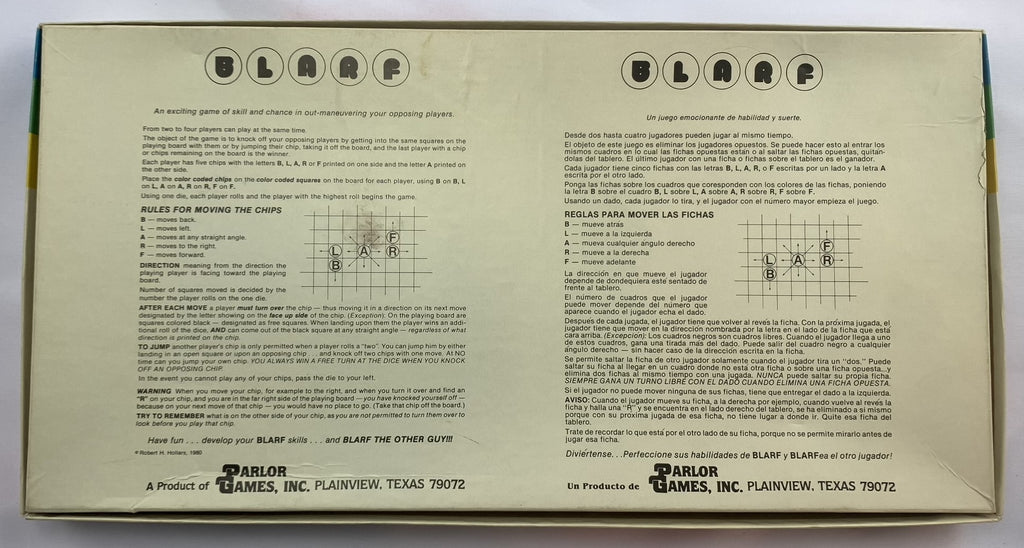 BLARF
An exciting game of skill and chance in out-maneuvering your opposing players.
From two to four players can play at the same time.
The object of the game is to knock off your opposing players by getting into the same squares on the
playing board with them or by jumping their chip, taking it off the board, and the last player with a chip
or chips remaining on the board is the winner.
Each player has five chips with the letters B, L, A, R or F printed on one side and the letter A printed on
the other side.
Place the color coded chips on the color coded squares on the board for each player, using B on B, L
on L, A on A, R on R, F on F.
Using one die, each player rolls and the player with the highest roll begins the game.
RULES FOR MOVING THE CHIPS
B — moves back.
L — moves left.
A — moves at any straight angle.
R — moves to the right.
F — moves forward.
DIRECTION meaning from the direction the
playing player is facing toward the playing
board.
Number of squares moved is decided by the
number the player rolls on the one die.
F
L A R
B
AFTER EACH MOVE a player must turn over the chip — thus moving it in a direction on its next move
designated by the letter showing on the face up side of the chip. (Exception): On the playing board are
squares colored black — designated as free squares. When landing upon them the player wins an addi-
tional roll of the dice, AND can come out of the black square at any straight angle — regardless of what
direction is printed on the chip.
TO JUMP another player's chip is only permitted when a player rolls a "two". You can jump him by either
landing in an open square or upon an opposing chip . . . and knock off two chips with one move. At NO
time can you jump your own chip. YOU ALWAYS WIN A FREE TURN AT THE DICE WHEN YOU KNOCK
OFF AN OPPOSING CHIP.
In the event you cannot play any of your chips, pass the die to your left.
WARNING When you move your chip, for example to the right, and when you turn it over and find an
"R" on your chip, and you are in the far right side of the playing board — you have knocked yourself off —
because on your next move of that chip — you would have no place to go. (Take that chip off the board.)
TRY TO REMEMBER what is on the other side of your chip, as you are not permitted to turn them over to
look before you play that chip.
Have fun . . . develop your BLARF skills . . . and BLARF THE OTHER GUY!!!
© Robert H. Hollars, 1980
A Product of PARLOR GAMES, INC. PLAINVIEW, TEXAS 79072
BLARF
Un juego emocionante de habilidad y suerte.
Desde dos hasta cuatro jugadores pueden jugar al mismo tiempo.
El objeto de este juego es eliminar los jugadores opuestos. Se puede hacer esto al entrar los
mismos cuadros en lo cual las fichas opuestas están o al saltar las fichas opuestas, quitán-
dolas del tablero. El último jugador con una ficha o fichas sobre el tablero es el ganador.
Cada jugador tiene cinco fichas con las letras B, L, A, R, o F escritas por un lado y la letra A
escrita por el otro lado.
Ponga las fichas sobre los cuadros que coresponden con los colores de las fichas, poniendo
la letra B sobre el cuadro B, L sobre L, A sobre A, R sobre R, F sobre F.
Usando un dado, cada jugador lo tira, y el jugador con el número mayor empieza el juego.
REGLAS PARA MOVER LAS FICHAS
B — mueve atrás
L — mueve a la izquierda
A — mueva cualquier ángulo derecho
R — mueve a la derecha
F — mueve adelante
La dirección en que mueve el jugador
depende de dondequiera este sentado de
frente al tablero.
El número de cuadros que el jugador
puede mover depende del número que
aparece cuando el jugador echa el dado.
F
L A R
B
Después de cada jugada, el jugador tiene que volver al revés la ficha. Con la próxima jugada, el
jugador tiene que mover en la dirección nombrada por la letra en el lado de la ficha que está
cara arriba. (Excepcion): Los cuadros negros son cuadros libres. Cuando el jugador llega a uno
de estos cuadros, gana una tirada más del dado. Puede salir del cuadro negro a cualquier
ángulo derecho — sin hacer caso de la dirección escrita en la ficha.
Se permite saltar la ficha de otro jugador solamente cuando el jugador tira un "dos." Puede
saltar su ficha al llegar en un cuadro donde no está otra ficha o sobre una ficha opuesta...y
elimina dos fichas al mismo tiempo con una jugada. NUNCA puede saltar su propia ficha.
SIEMPRE GANA UN TURNO LIBRE CON EL DADO CUANDO ELIMINA UNA FICHA OPUESTA.
Si el jugador no puede mover ninguna de sus fichas, tiene que entregar el dado a la izquierda.
AVISO: Cuando el jugador mueve su ficha, a la derecha por ejemplo, cuando vuelve al revés la
ficha y halla una "R" y se encuentra en el lado derecho del tablero, se ha eliminado a si mismo
porque con su próxima jugada de esa ficha, no tiene lugar a donde ir. Quite esa ficha del
tablero.
Trate de recordar lo que está por el otro lado de su ficha, porque no se permite mirarlo antes de
jugar esa ficha.
Diviertense. . .Perfeccione sus habilidades de BLARF y BLARFea el otro jugador!
Un Producto de PARLOR GAMES, INC. PLAINVIEW, TEXAS 79072